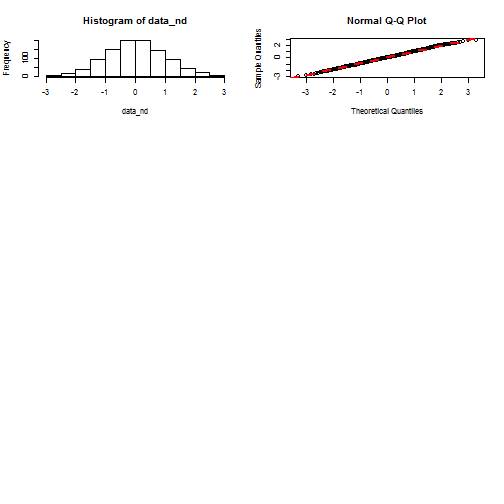 Histogram of data_nd
Frequency
0 100
-3 -2 -1 0 1 2 3
data_nd
Normal Q-Q Plot
Sample Quantiles
-3 0 2
-3 -2 -1 0 1 2 3
Theoretical Quantiles